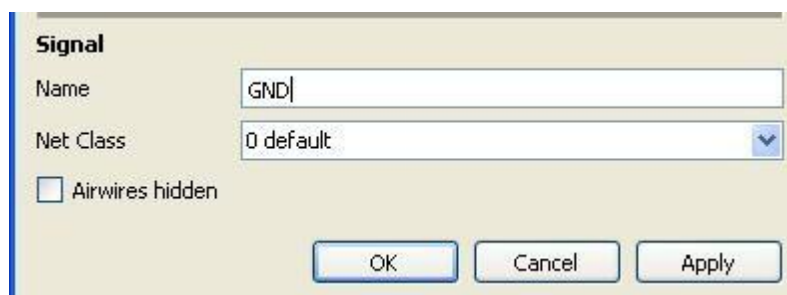 Signal
Name GND
Net Class 0 default
Airwires hidden
OK Cancel Apply